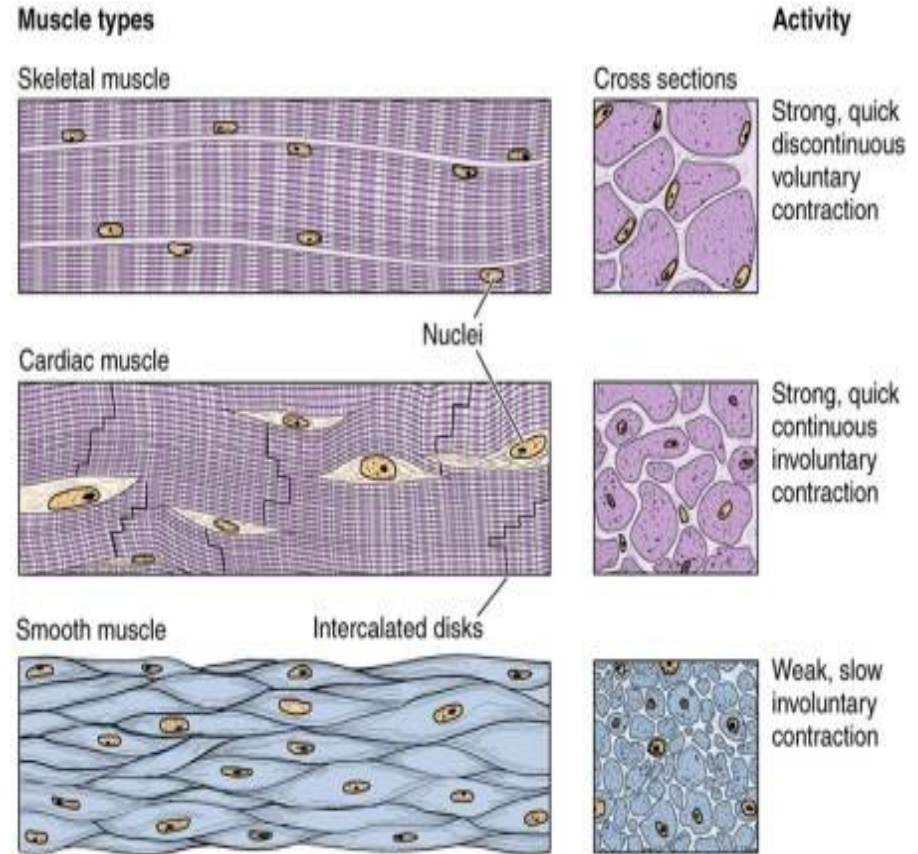 Muscle types
Activity
Skeletal muscle
Cross sections
Strong, quick
discontinuous
voluntary
contraction
Nuclei
Cardiac muscle
Strong, quick
continuous
involuntary
contraction
Smooth muscle
Intercalated disks
Weak, slow
involuntary
contraction